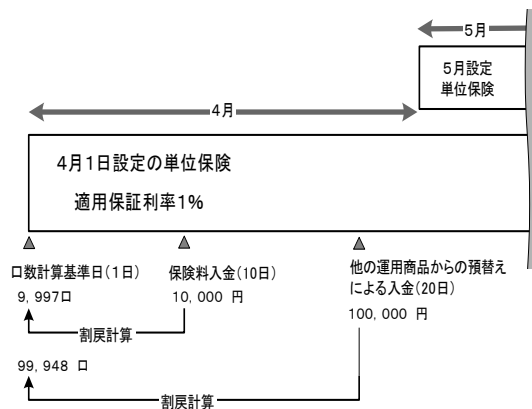 5月
5月設定
単位保険
4月
4月1日設定の単位保険
適用保証利率1%
口数計算基準日(1日)
9,997口
保険料入金(10日)
10,000 円
他の運用商品からの預替え
による入金(20日)
100,000 円
割戻計算
99,948 口
割戻計算